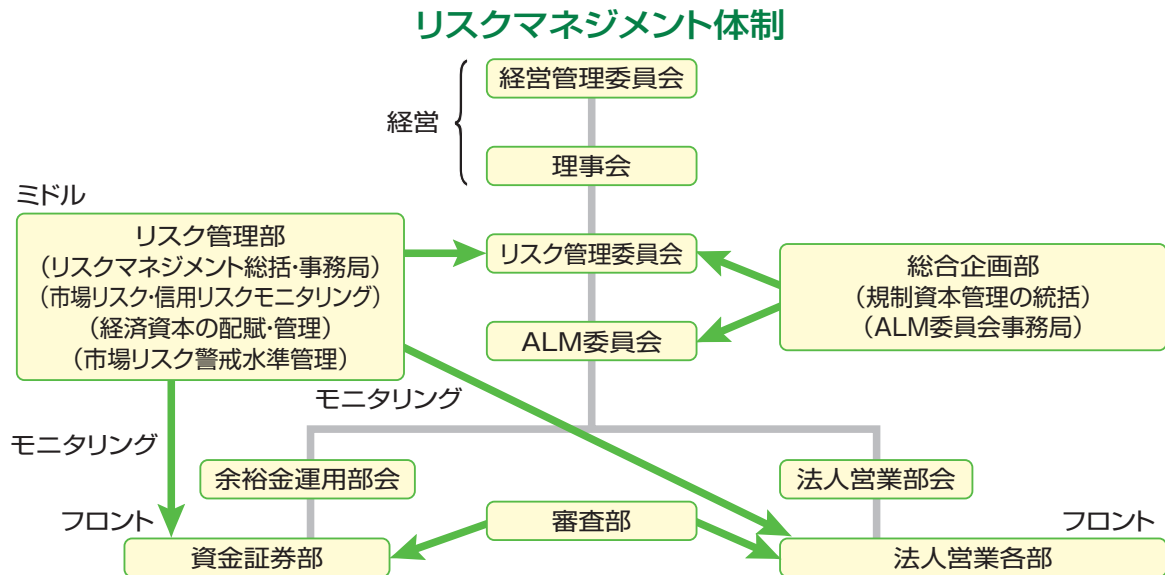 リスクマネジメント体制
経営管理委員会
経営
理事会
ミドル
リスク管理部
（リスクマネジメント総括・事務局）
（市場リスク・信用リスクモニタリング）
（経済資本の配賦・管理）
（市場リスク警戒水準管理）
リスク管理委員会
総合企画部
（規制資本管理の統括）
（ALM委員会事務局）
ALM委員会
モニタリング
モニタリング
余裕金運用部会
法人営業部会
フロント
審査部
フロント
資金証券部
法人営業各部